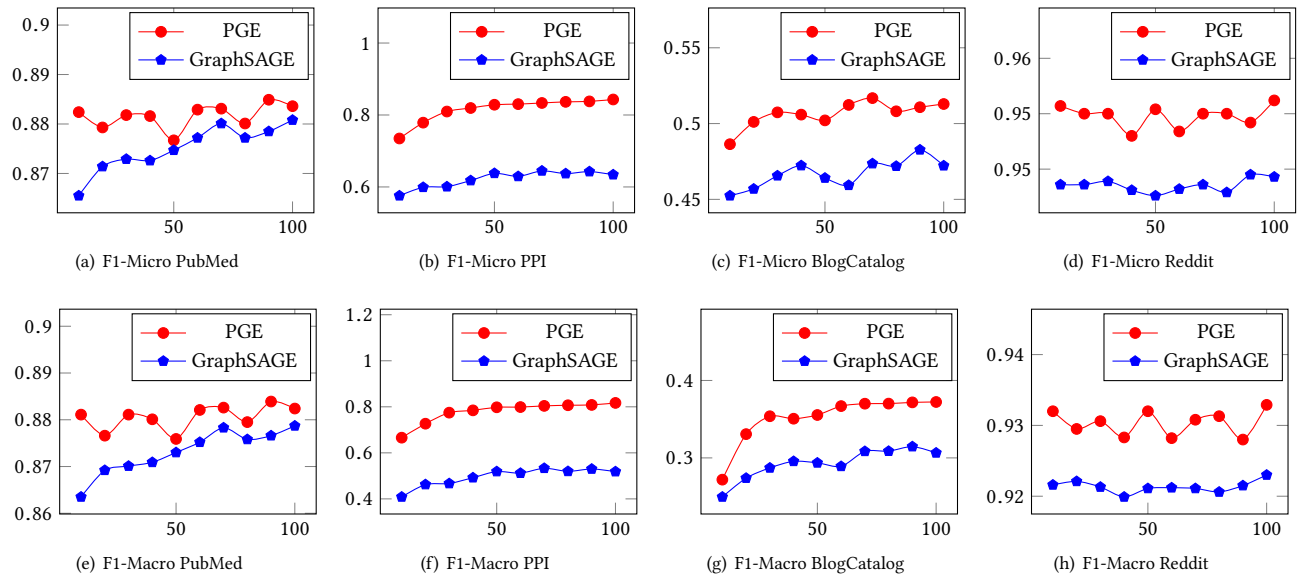 0.9
0.89
0.88
0.87
50
100
PGE
GraphSAGE
(a) F1-Micro PubMed
1
0.8
0.6
50
100
PGE
GraphSAGE
(b) F1-Micro PPI
0.55
0.5
0.45
50
100
PGE
GraphSAGE
(c) F1-Micro BlogCatalog
0.96
0.95
0.95
50
100
PGE
GraphSAGE
(d) F1-Micro Reddit
0.9
0.89
0.88
0.87
0.86
50
100
PGE
GraphSAGE
(e) F1-Macro PubMed
1.2
1
0.8
0.6
0.4
50
100
PGE
GraphSAGE
(f) F1-Macro PPI
0.4
0.3
50
100
PGE
GraphSAGE
(g) F1-Macro BlogCatalog
0.94
0.93
0.92
50
100
PGE
GraphSAGE
(h) F1-Macro Reddit